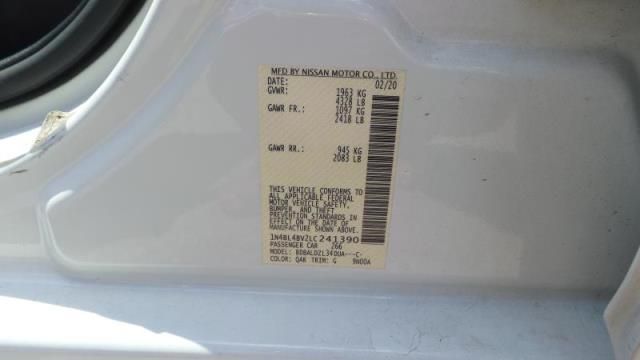 MFD BY NISSAN MOTOR CO., LTD.
DATE: 02/20
GVWR: 1963 KG
4328 LB
GAWR FR.: 1097 KG
2418 LB
GAWR RR.: 945 KG
2083 LB
THIS VEHICLE CONFORMS TO
ALL APPLICABLE FEDERAL
MOTOR VEHICLE SAFETY,
BUMPER, AND THEFT
PREVENTION STANDARDS
IN EFFECT ON THE DATE OF
MANUFACTURE SHOWN ABOVE.
1N4BL4BV2LC241390
PASSENGER CAR 266
MODEL: BDBALDZL34DUA---C-
COLOR: QAK TRIM: G 9N00A